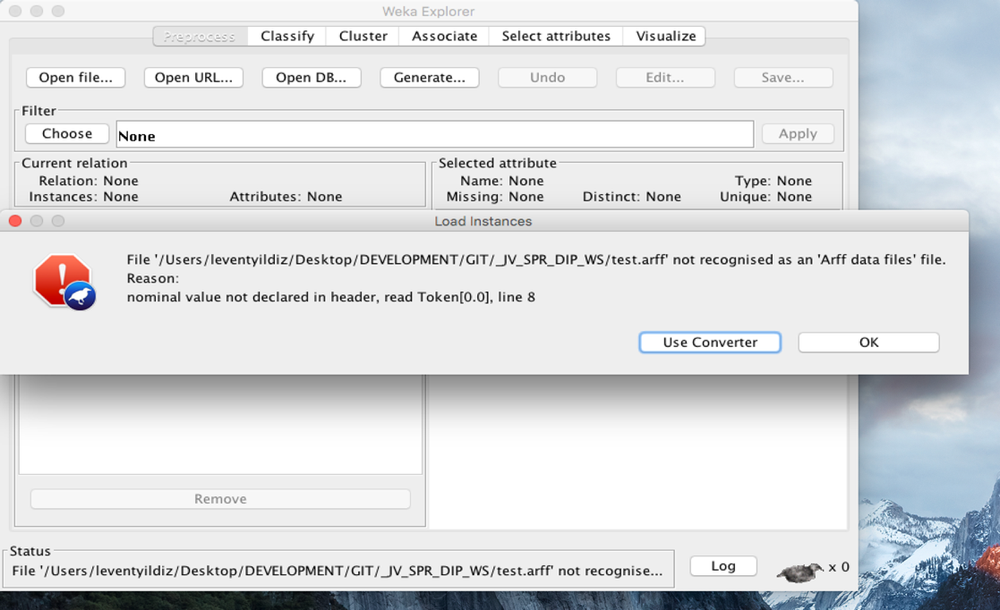 Weka Explorer
Preprocess Classify Cluster Associate Select attributes Visualize
Open file... Open URL... Open DB... Generate... Undo Edit... Save...
Filter
Choose None Apply
Current relation
Relation: None
Instances: None Attributes: None
Selected attribute
Name: None Type: None
Missing: None Distinct: None Unique: None
Load Instances
File '/Users/leventyildiz/Desktop/DEVELOPMENT/GIT/_JV_SPR_DIP_WS/test.arff' not recognised as an 'Arff data files' file.
Reason:
nominal value not declared in header, read Token[0.0], line 8
Use Converter OK
Remove
Status
File '/Users/leventyildiz/Desktop/DEVELOPMENT/GIT/_JV_SPR_DIP_WS/test.arff' not recognise...
Log x 0